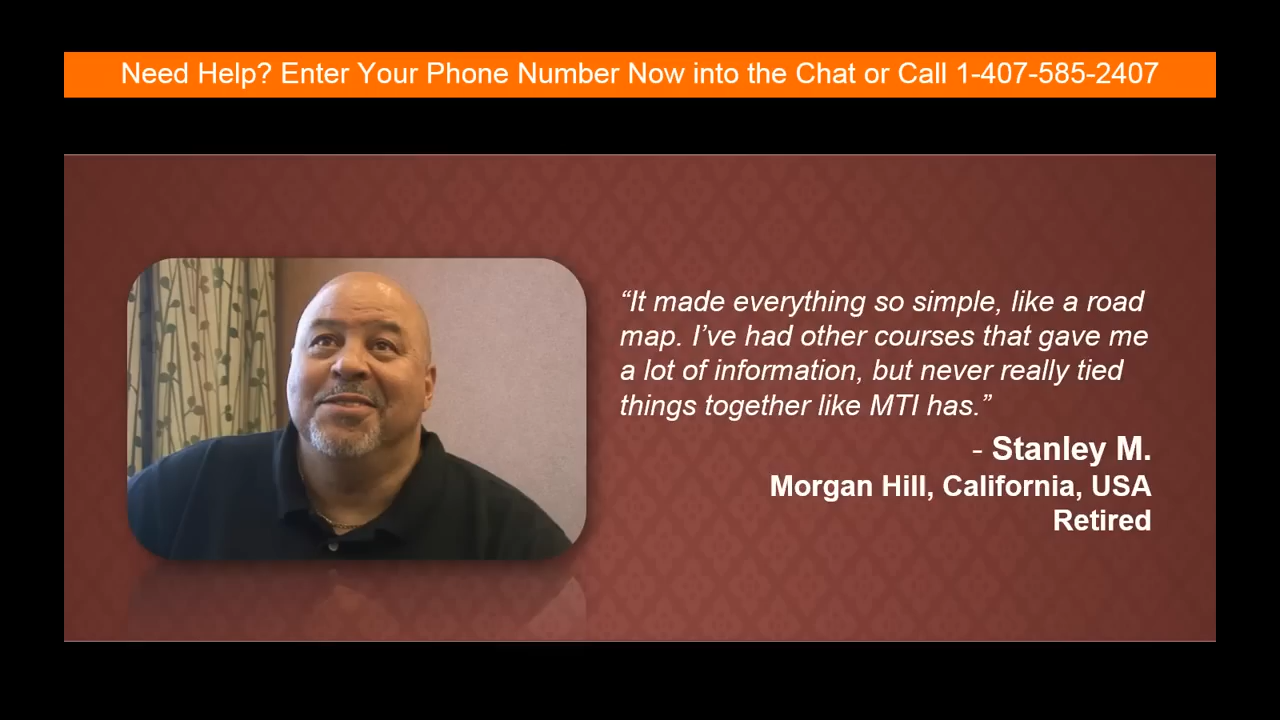 Need Help? Enter Your Phone Number Now into the Chat or Call 1-407-585-2407
“It made everything so simple, like a road
map. I’ve had other courses that gave me
a lot of information, but never really tied
things together like MTI has.”
- Stanley M.
Morgan Hill, California, USA
Retired